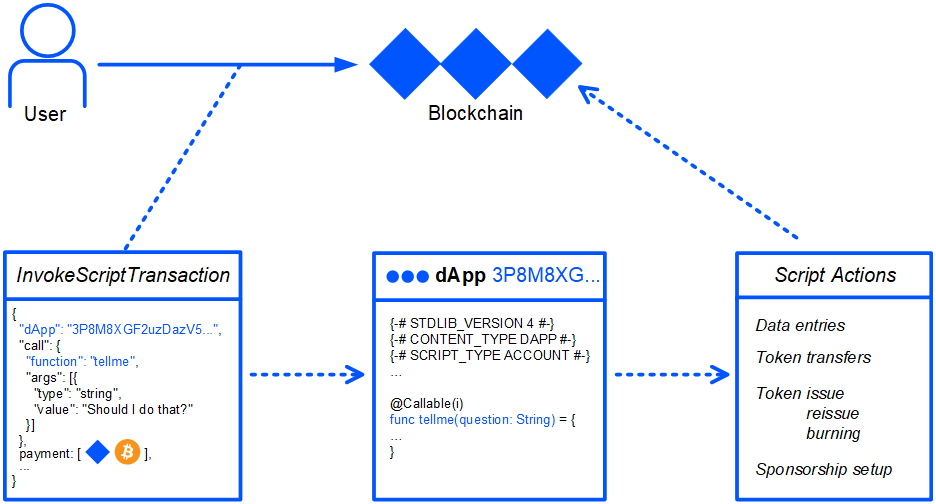 User
Blockchain
InvokeScriptTransaction
{
"dApp": "3P8M8XGF2uzDazV5...",
"call": {
"function": "tellme",
"args": [{
"type": "string",
"value": "Should I do that?"
}]
},
payment: [ ],
...
}
dApp 3P8M8XG...
{-# STDLIB_VERSION 4 #-}
{-# CONTENT_TYPE DAPP #-}
{-# SCRIPT_TYPE ACCOUNT #-}
...
@Callable(i)
func tellme(question: String) = {
...
}
Script Actions
Data entries
Token transfers
Token issue
reissue
burning
Sponsorship setup